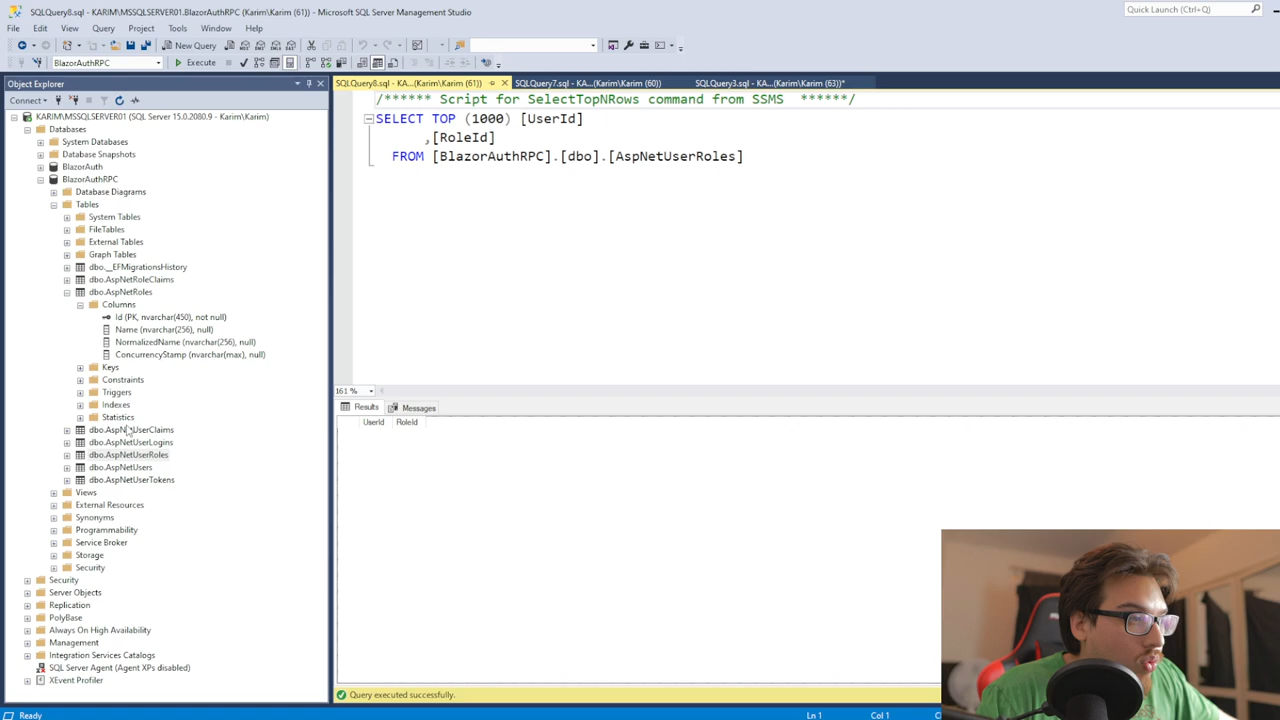 SQLQuery8.sql - KARIM\MSSQLSERVER01.BlazorAuthRPC (Karim\Karim (61)) - Microsoft SQL Server Management Studio
Quick Launch (Ctrl+Q)
File Edit View Query Project Tools Window Help
New Query
BlazorAuthRPC
Execute
Object Explorer
Connect
KARIM\MSSQLSERVER01 (SQL Server 15.0.2080.9 - Karim\Karim)
Databases
System Databases
Database Snapshots
BlazorAuth
BlazorAuthRPC
Database Diagrams
Tables
System Tables
FileTables
External Tables
Graph Tables
dbo.__EFMigrationsHistory
dbo.AspNetRoleClaims
dbo.AspNetRoles
Columns
Id (PK, nvarchar(450), not null)
Name (nvarchar(256), null)
NormalizedName (nvarchar(256), null)
ConcurrencyStamp (nvarchar(max), null)
Keys
Constraints
Triggers
Indexes
Statistics
dbo.AspNetUserClaims
dbo.AspNetUserLogins
dbo.AspNetUserRoles
dbo.AspNetUsers
dbo.AspNetUserTokens
Views
External Resources
Synonyms
Programmability
Service Broker
Storage
Security
Security
Server Objects
Replication
PolyBase
Always On High Availability
Management
Integration Services Catalogs
SQL Server Agent (Agent XPs disabled)
XEvent Profiler
SQLQuery8.sql - KA...(Karim\Karim (61)) SQLQuery7.sql - KA...(Karim\Karim (60)) SQLQuery3.sql - KA...(Karim\Karim (63))*
/****** Script for SelectTopNRows command from SSMS ******/
SELECT TOP (1000) [UserId]
,[RoleId]
FROM [BlazorAuthRPC].[dbo].[AspNetUserRoles]
161 %
Results Messages
UserId RoleId
Query executed successfully.
Ready
Ln 1 Col 1